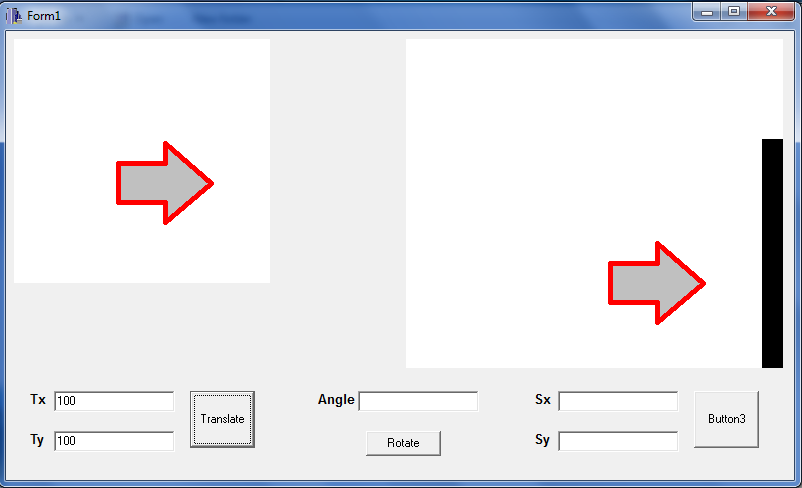 Form1
Tx 100
Translate
Ty 100
Angle
Rotate
Sx
Sy
Button3